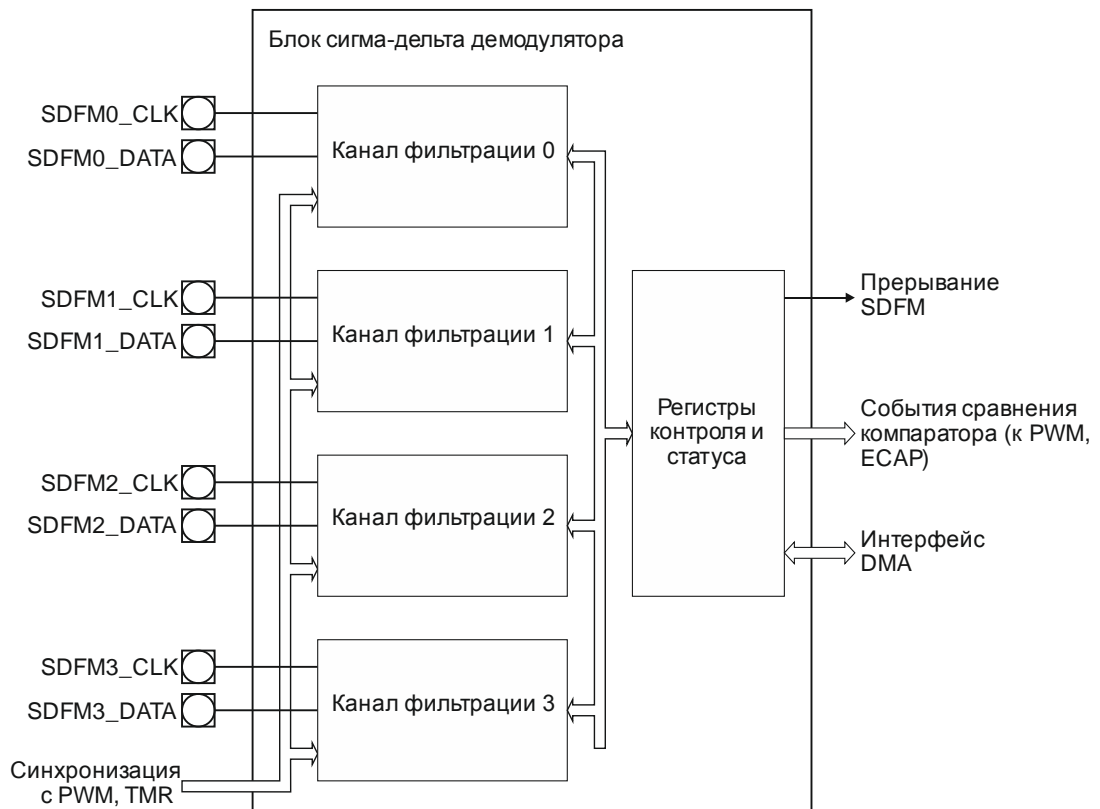 Блок сигма-дельта демодулятора
SDFM0_CLK
SDFM0_DATA
Канал фильтрации 0
SDFM1_CLK
SDFM1_DATA
Канал фильтрации 1
SDFM2_CLK
SDFM2_DATA
Канал фильтрации 2
SDFM3_CLK
SDFM3_DATA
Канал фильтрации 3
Синхронизация
с PWM, TMR
Регистры
контроля и
статуса
Прерывание
SDFM
События сравнения
компаратора (к PWM,
ECAP)
Интерфейс
DMA